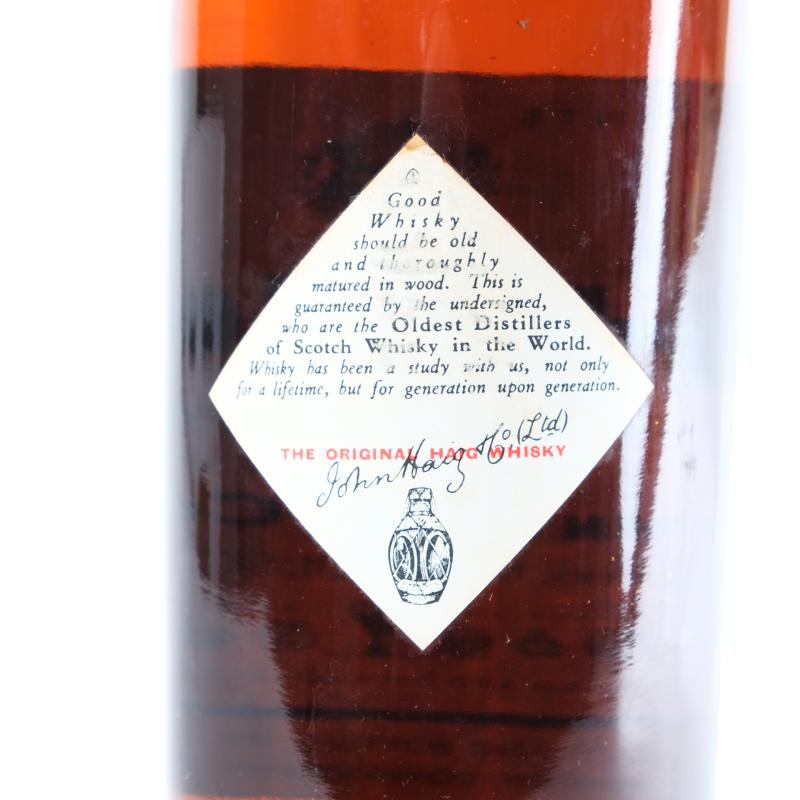 Good
Whisky
should be old
and thoroughly
matured in wood. This is
guaranteed by the undersigned,
who are the Oldest Distillers
of Scotch Whisky in the World.
Whisky has been a study with us, not only
for a lifetime, but for generation upon generation.
John Haig & Co (Ltd)
THE ORIGINAL HAIG WHISKY